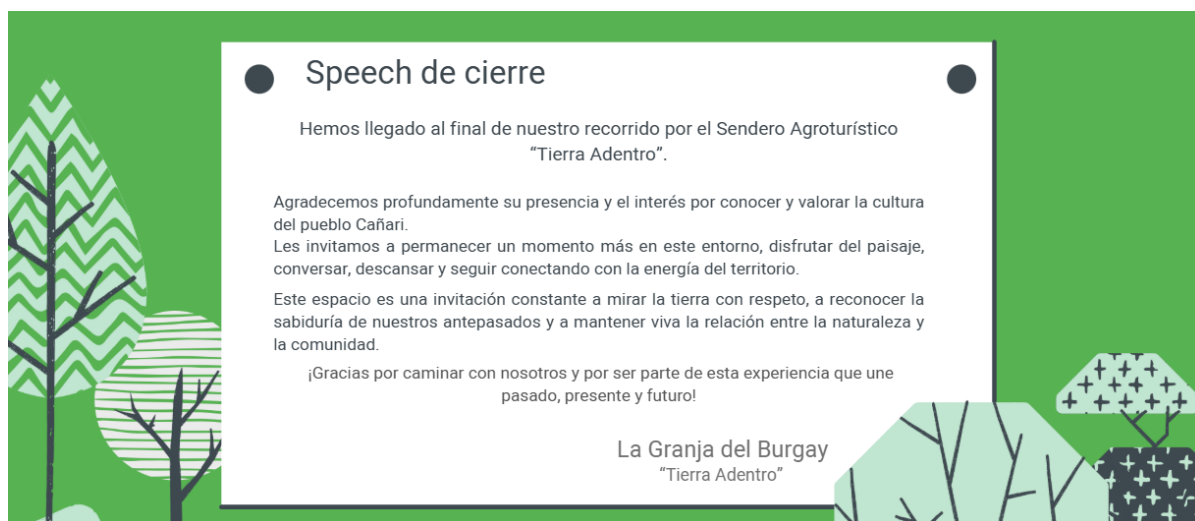 Speech de cierre
Hemos llegado al final de nuestro recorrido por el Sendero Agroturístico
“Tierra Adentro”.
Agradecemos profundamente su presencia y el interés por conocer y valorar la cultura
del pueblo Cañari.
Les invitamos a permanecer un momento más en este entorno, disfrutar del paisaje,
conversar, descansar y seguir conectando con la energía del territorio.
Este espacio es una invitación constante a mirar la tierra con respeto, a reconocer la
sabiduría de nuestros antepasados y a mantener viva la relación entre la naturaleza y
la comunidad.
¡Gracias por caminar con nosotros y por ser parte de esta experiencia que une
pasado, presente y futuro!
La Granja del Burgay
“Tierra Adentro”